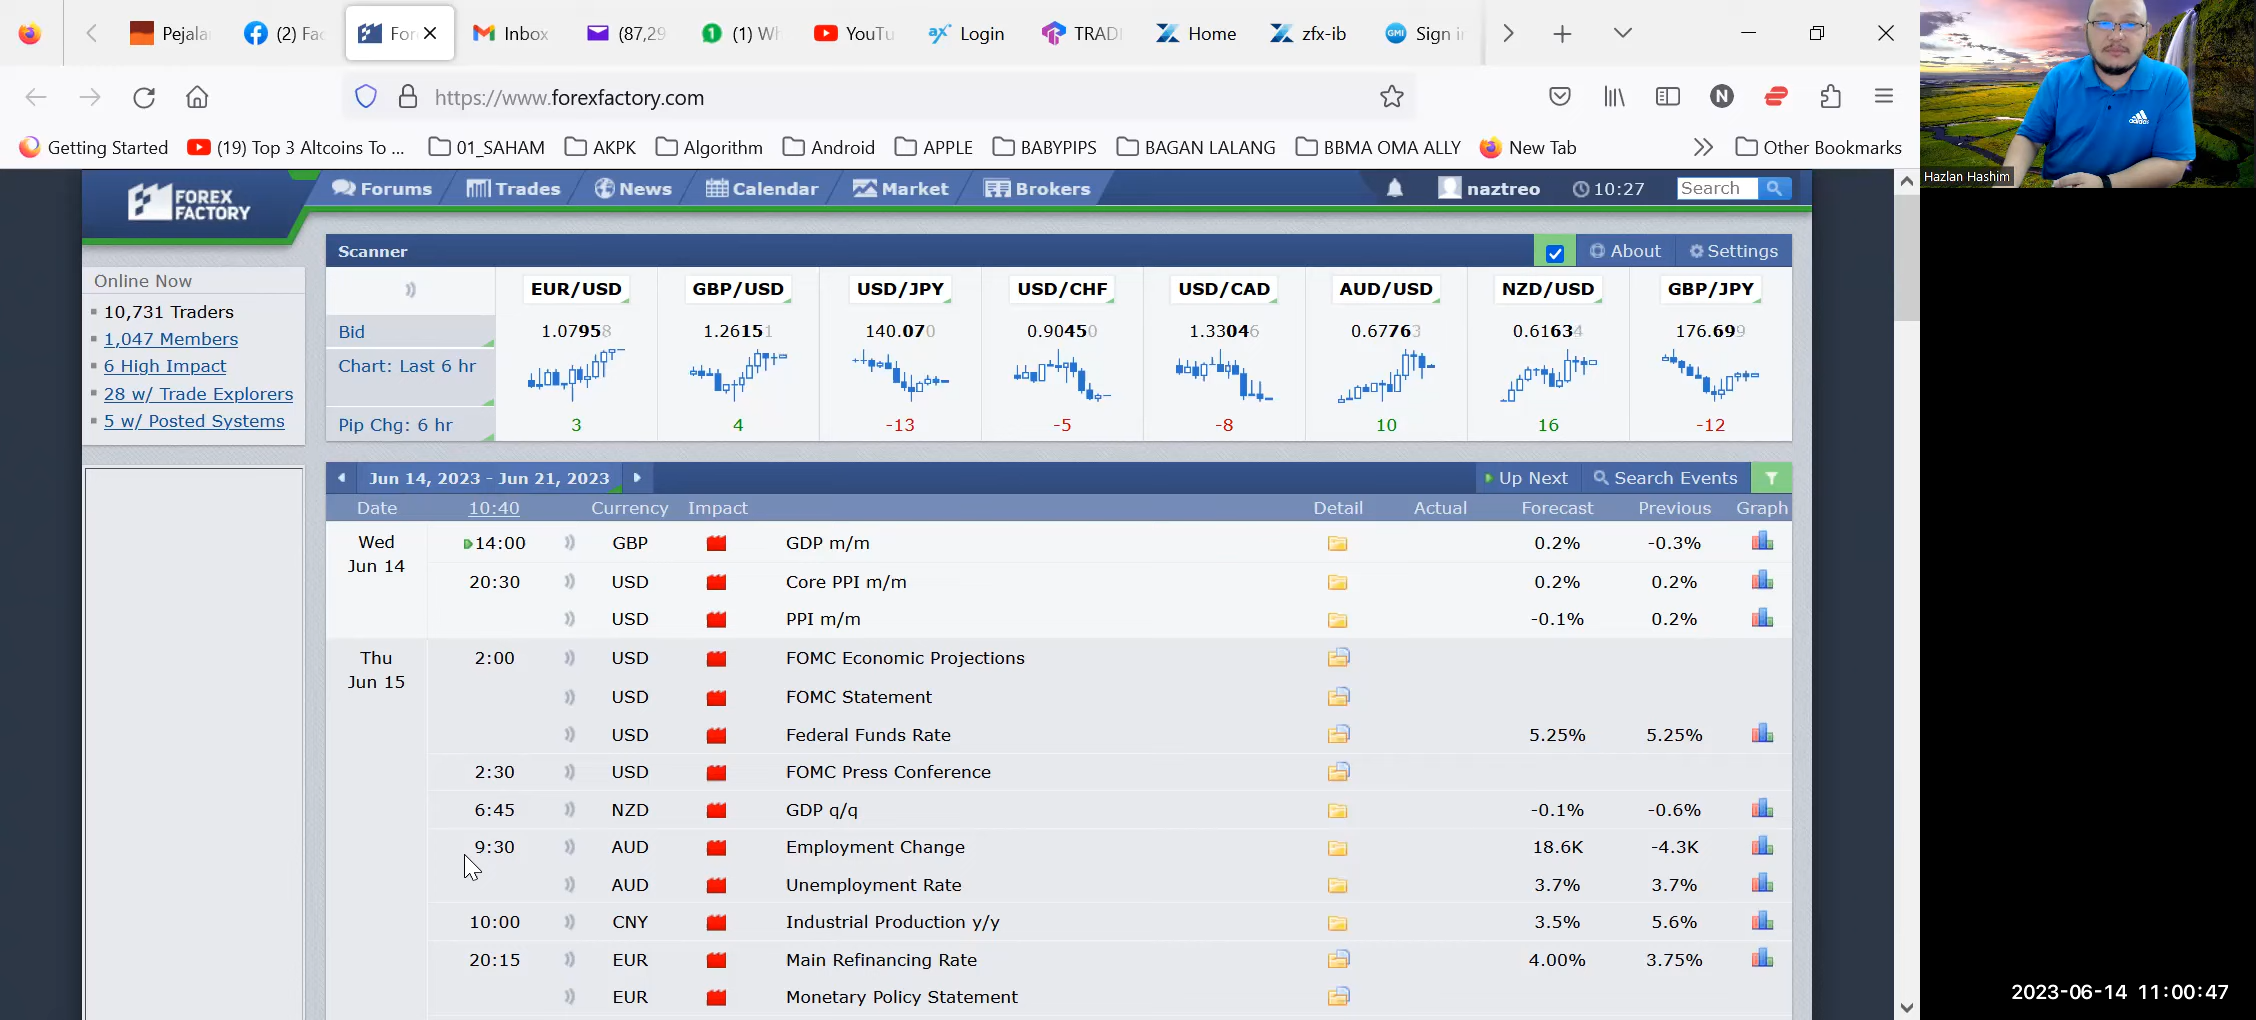 Pejala
(2) Fac
For
Inbox
(87,29
(1) Wh
YouTu
Login
TRADI
Home
zfx-ib
GMI Sign i
https://www.forexfactory.com
N
Getting Started
(19) Top 3 Altcoins To ...
01_SAHAM
AKPK
Algorithm
Android
APPLE
BABYPIPS
BAGAN LALANG
BBMA OMA ALLY
New Tab
Other Bookmarks
Hazlan Hashim
adidas
FOREX
FACTORY
Forums
Trades
News
Calendar
Market
Brokers
naztreo
10:27
Search
Scanner
About
Settings
Online Now
10,731 Traders
1,047 Members
6 High Impact
28 w/ Trade Explorers
5 w/ Posted Systems
EUR/USD GBP/USD USD/JPY USD/CHF USD/CAD AUD/USD NZD/USD GBP/JPY
Bid 1.07958 1.26151 140.070 0.90450 1.33046 0.67763 0.61634 176.699
Chart: Last 6 hr
Pip Chg: 6 hr 3 4 -13 -5 -8 10 16 -12
Jun 14, 2023 - Jun 21, 2023
Up Next
Search Events
Date 10:40 Currency Impact Detail Actual Forecast Previous Graph
Wed
Jun 14
14:00 GBP GDP m/m 0.2% -0.3%
20:30 USD Core PPI m/m 0.2% 0.2%
USD PPI m/m -0.1% 0.2%
Thu
Jun 15
2:00 USD FOMC Economic Projections
USD FOMC Statement
USD Federal Funds Rate 5.25% 5.25%
2:30 USD FOMC Press Conference
6:45 NZD GDP q/q -0.1% -0.6%
9:30 AUD Employment Change 18.6K -4.3K
AUD Unemployment Rate 3.7% 3.7%
10:00 CNY Industrial Production y/y 3.5% 5.6%
20:15 EUR Main Refinancing Rate 4.00% 3.75%
EUR Monetary Policy Statement
2023-06-14 11:00:47